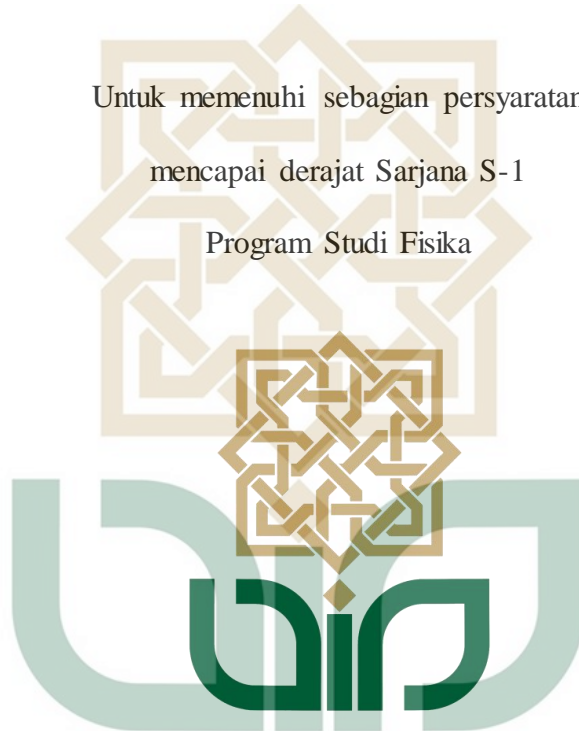 Untuk memenuhi sebagian persyaratan
mencapai derajat Sarjana S-1
Program Studi Fisika